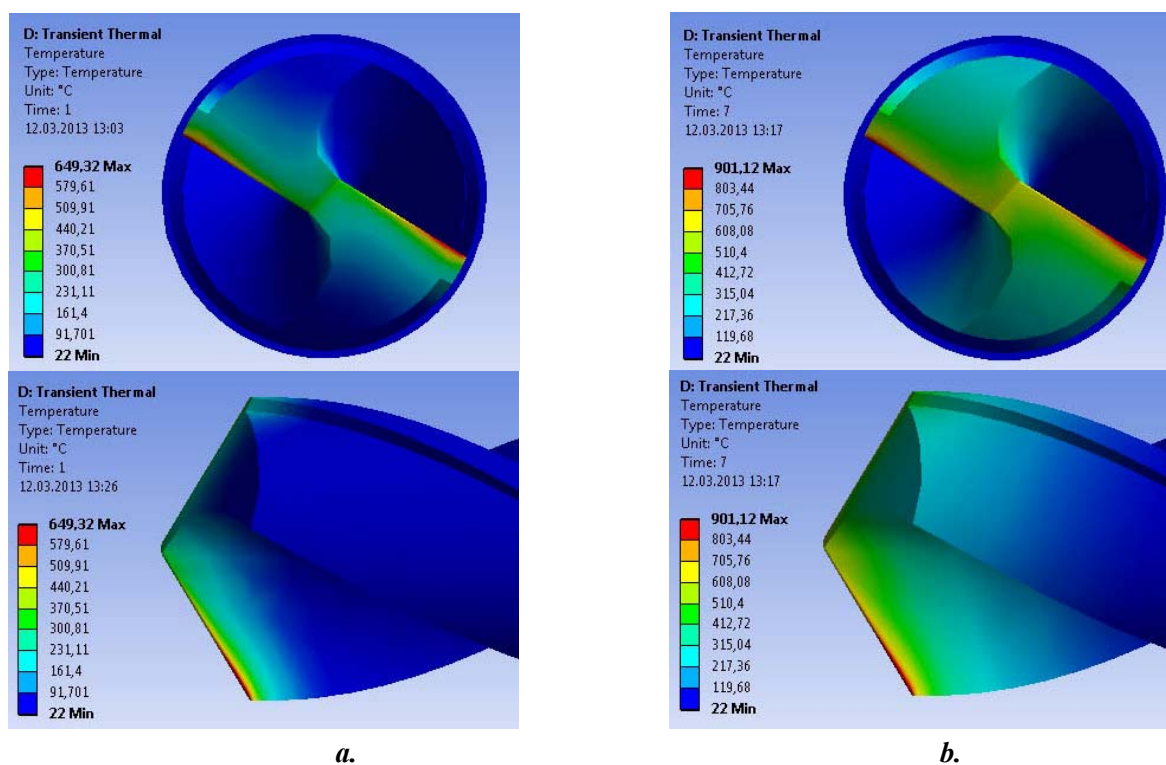 D: Transient Thermal
Temperature
Type: Temperature
Unit: °C
Time: 1
12.03.2013 13:03
649,32 Max
579,61
509,91
440,21
370,51
300,81
231,11
161,4
91,701
22 Min
D: Transient Thermal
Temperature
Type: Temperature
Unit: °C
Time: 7
12.03.2013 13:17
901,12 Max
803,44
705,76
608,08
510,4
412,72
315,04
217,36
119,68
22 Min
D: Transient Thermal
Temperature
Type: Temperature
Unit: °C
Time: 1
12.03.2013 13:26
649,32 Max
579,61
509,91
440,21
370,51
300,81
231,11
161,4
91,701
22 Min
D: Transient Thermal
Temperature
Type: Temperature
Unit: °C
Time: 7
12.03.2013 13:17
901,12 Max
803,44
705,76
608,08
510,4
412,72
315,04
217,36
119,68
22 Min
a.
b.